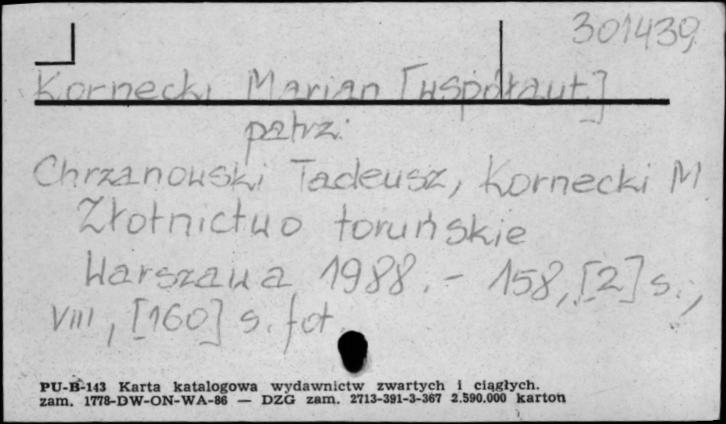 301439
Kornecki Marian [współaut.]
patrz:
Chrzanowski Tadeusz, Kornecki M
Złotnictwo toruńskie
Warszawa 1988. - 158, [2] s.,
VIII, [160] s. fot.
PU-B-143 Karta katalogowa wydawnictw zwartych i ciągłych.
zam. 1778-DW-ON-WA-86 — DZG zam. 2713-391-3-367 2.590.000 karton